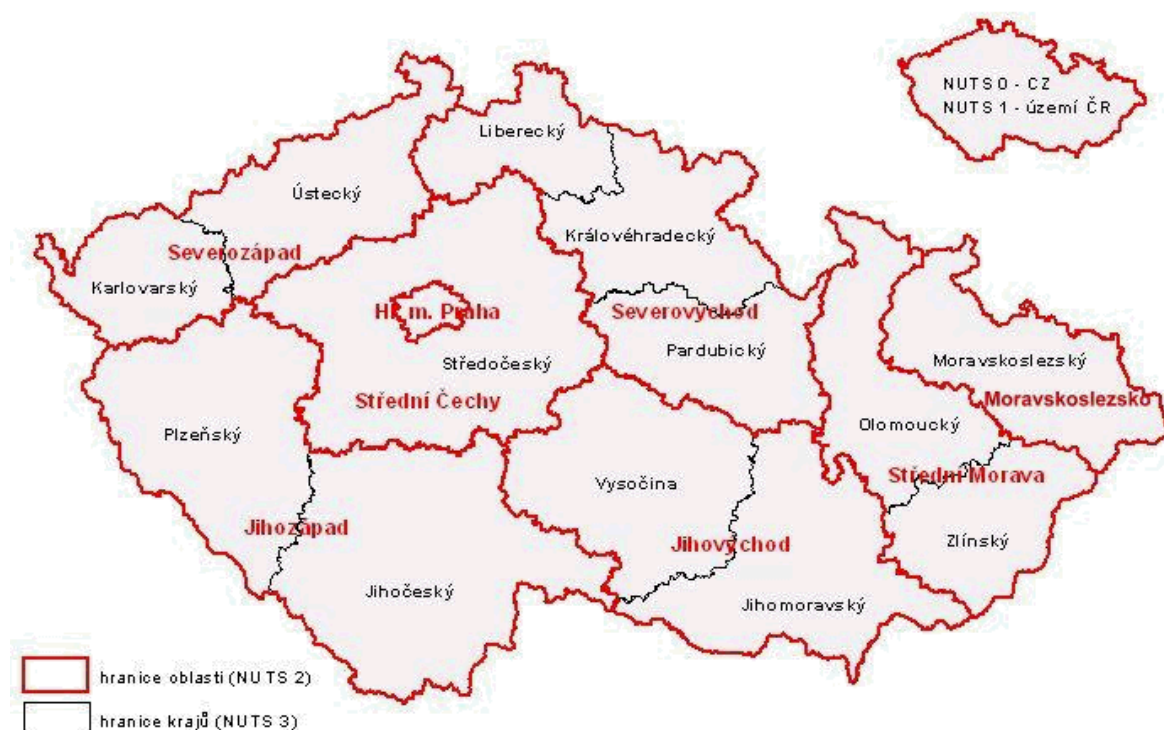 NUTS 0 - CZ
NUTS 1 - území ČR
Liberecký
Ústecký
Královéhradecký
Severozápad
Karlovarský
Hl. m. Praha
Severovýchod
Pardubický
Středočeský
Moravskoslezský
Střední Čechy
Moravskoslezsko
Olomoucký
Plzeňský
Střední Morava
Vysočina
Jihozápad
Jihovýchod
Zlínský
Jihočeský
Jihomoravský
hranice oblastí (NUTS 2)
hranice krajů (NUTS 3)